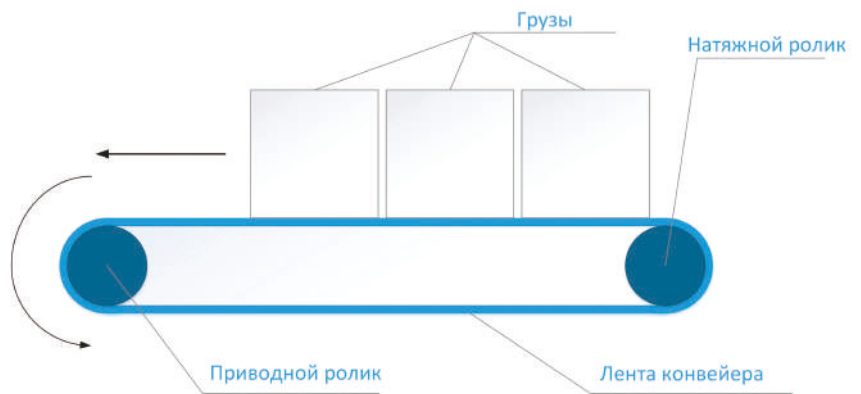 Грузы
Натяжной ролик
Приводной ролик
Лента конвейера